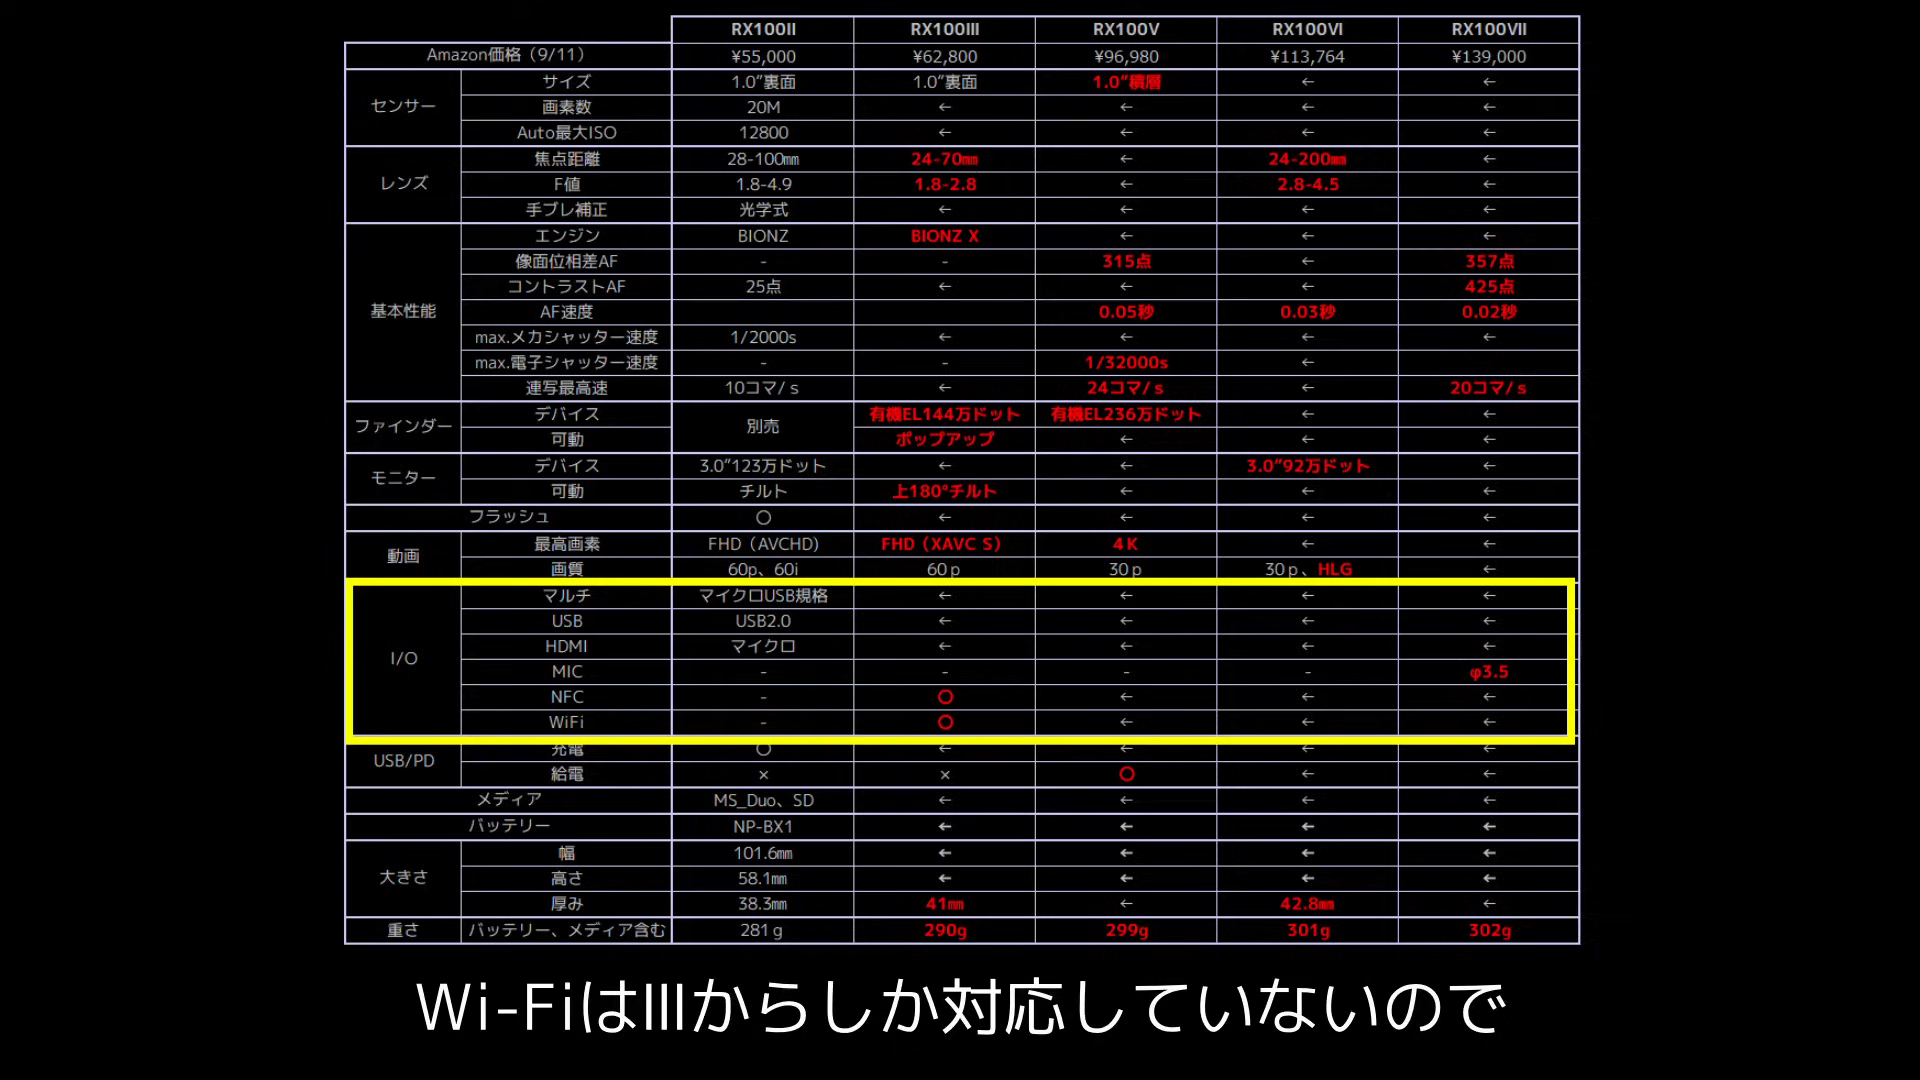 RX100II RX100III RX100V RX100VI RX100VII
Amazon価格（9/11） ¥55,000 ¥62,800 ¥96,980 ¥113,764 ¥139,000
センサー サイズ 1.0”裏面 1.0”裏面 1.0”積層 ← ←
画素数 20M ← ← ← ←
Auto最大ISO 12800 ← ← ← ←
レンズ 焦点距離 28-100㎜ 24-70㎜ ← 24-200㎜ ←
F値 1.8-4.9 1.8-2.8 ← 2.8-4.5 ←
手ブレ補正 光学式 ← ← ← ←
基本性能 エンジン BIONZ BIONZ X ← ← ←
像面位相差AF - - 315点 ← 357点
コントラストAF 25点 ← ← ← 425点
AF速度 0.05秒 0.03秒 0.02秒
max.メカシャッター速度 1/2000s ← ← ← ←
max.電子シャッター速度 - - 1/32000s ←
連写最高速 10コマ/ｓ ← 24コマ/ｓ ← 20コマ/ｓ
ファインダー デバイス 別売 有機EL144万ドット 有機EL236万ドット ← ←
可動 ポップアップ ← ← ←
モニター デバイス 3.0”123万ドット ← ← 3.0”92万ドット ←
可動 チルト 上180°チルト ← ← ←
フラッシュ 〇 ← ← ← ←
動画 最高画素 FHD（AVCHD) FHD（XAVC S） ４K ← ←
画質 60p、60i 60ｐ 30ｐ 30ｐ、HLG ←
I/O マルチ マイクロUSB規格 ← ← ← ←
USB USB2.0 ← ← ← ←
HDMI マイクロ ← ← ← ←
MIC - - - - φ3.5
NFC - 〇 ← ← ←
WiFi - 〇 ← ← ←
USB/PD 充電 〇 ← ← ← ←
給電 × × 〇 ← ←
メディア MS_Duo、SD ← ← ← ←
バッテリー NP-BX1 ← ← ← ←
大きさ 幅 101.6㎜ ← ← ← ←
高さ 58.1㎜ ← ← ← ←
厚み 38.3㎜ 41㎜ ← 42.8㎜ ←
重さ バッテリー、メディア含む 281ｇ 290g 299g 301g 302g
Wi-FiはIIIからしか対応していないので